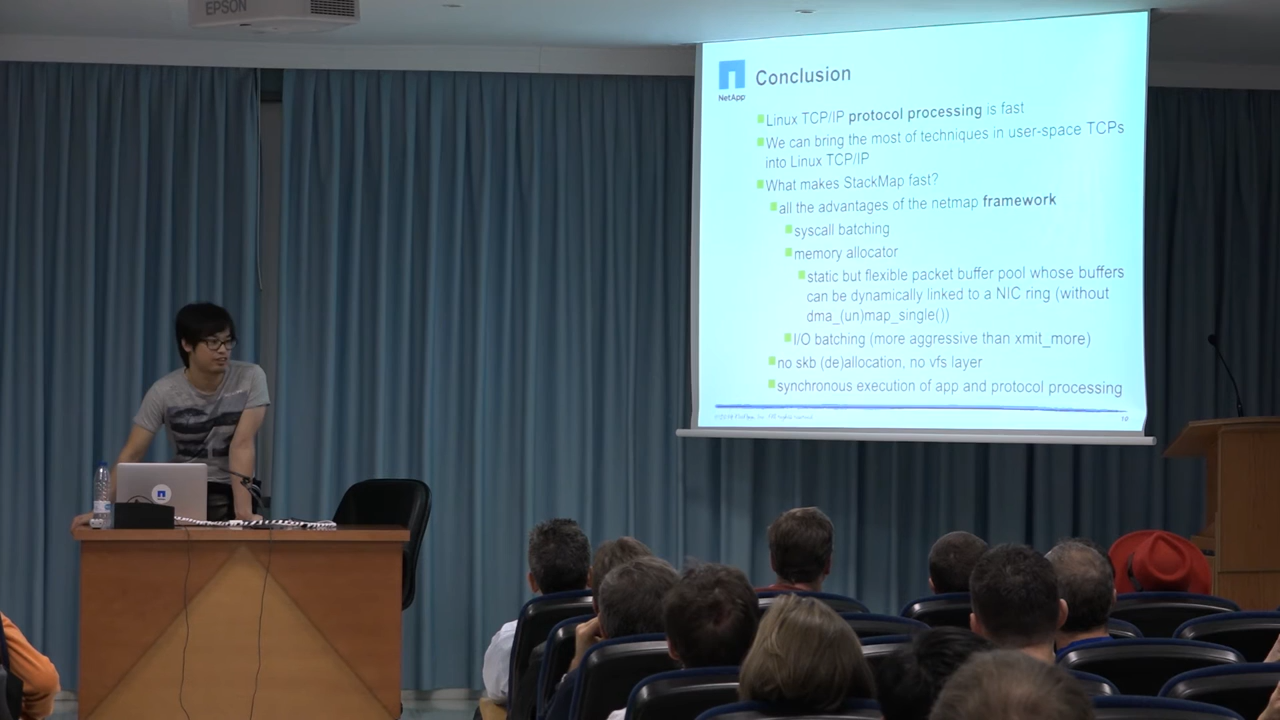 EPSON
NetApp
Conclusion
Linux TCP/IP protocol processing is fast
We can bring the most of techniques in user-space TCPs
into Linux TCP/IP
What makes StackMap fast?
all the advantages of the netmap framework
syscall batching
memory allocator
static but flexible packet buffer pool whose buffers
can be dynamically linked to a NIC ring (without
dma_(un)map_single())
I/O batching (more aggressive than xmit_more)
no skb (de)allocation, no vfs layer
synchronous execution of app and protocol processing